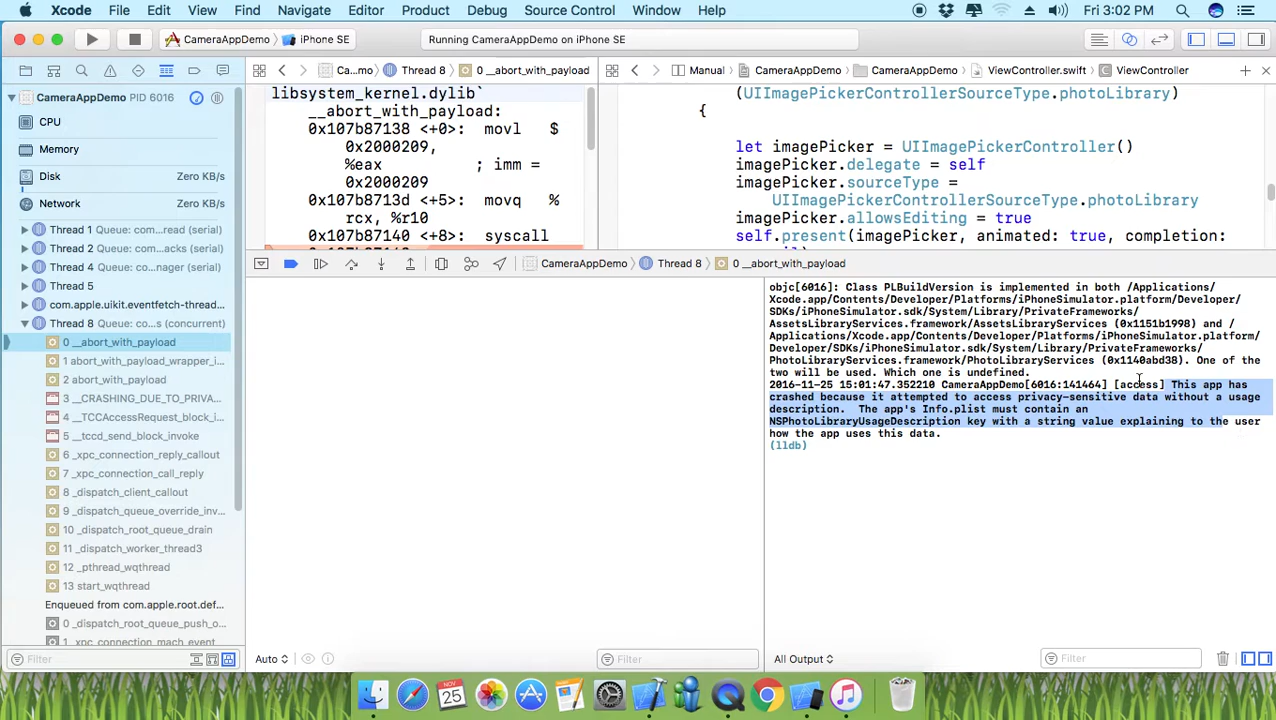 Xcode File Edit View Find Navigate Editor Product Debug Source Control Window Help Fri 3:02 PM
CameraAppDemo iPhone SE Running CameraAppDemo on iPhone SE
Ca...mo Thread 8 0 __abort_with_payload Manual CameraAppDemo CameraAppDemo ViewController.swift ViewController
CameraAppDemo PID 6016
CPU
Memory
Disk Zero KB/s
Network Zero KB/s
Thread 1 Queue: com...read (serial)
Thread 2 Queue: com...acks (serial)
Thread 4 Queue: com...nager (serial)
Thread 5
com.apple.uikit.eventfetch-thread...
Thread 8 Queue: co...s (concurrent)
0 __abort_with_payload
1 abort_with_payload_wrapper_i...
2 abort_with_payload
3 __CRASHING_DUE_TO_PRIVA...
4 __TCCAccessRequest_block_i...
5 __tccd_send_block_invoke
6 _xpc_connection_reply_callout
7 _xpc_connection_call_reply
8 _dispatch_client_callout
9 _dispatch_queue_override_inv...
10 _dispatch_root_queue_drain
11 _dispatch_worker_thread3
12 _pthread_wqthread
13 start_wqthread
Enqueued from com.apple.root.def...
0 _dispatch_root_queue_push_o...
1 _xpc_connection_mach_event
Filter
libsystem_kernel.dylib`
__abort_with_payload:
0x107b87138 <+0>: movl $
0x2000209,
%eax ; imm =
0x2000209
0x107b8713d <+5>: movq %
rcx, %r10
0x107b87140 <+8>: syscall
(UIImagePickerControllerSourceType.photoLibrary)
{
let imagePicker = UIImagePickerController()
imagePicker.delegate = self
imagePicker.sourceType =
UIImagePickerControllerSourceType.photoLibrary
imagePicker.allowsEditing = true
self.present(imagePicker, animated: true, completion:
CameraAppDemo Thread 8 0 __abort_with_payload
objc[6016]: Class PLBuildVersion is implemented in both /Applications/
Xcode.app/Contents/Developer/Platforms/iPhoneSimulator.platform/Developer/
SDKs/iPhoneSimulator.sdk/System/Library/PrivateFrameworks/
AssetsLibraryServices.framework/AssetsLibraryServices (0x1151b1998) and /
Applications/Xcode.app/Contents/Developer/Platforms/iPhoneSimulator.platform/
Developer/SDKs/iPhoneSimulator.sdk/System/Library/PrivateFrameworks/
PhotoLibraryServices.framework/PhotoLibraryServices (0x1140abd38). One of the
two will be used. Which one is undefined.
2016-11-25 15:01:47.352210 CameraAppDemo[6016:141464] [access] This app has
crashed because it attempted to access privacy-sensitive data without a usage
description. The app's Info.plist must contain an
NSPhotoLibraryUsageDescription key with a string value explaining to the user
how the app uses this data.
(lldb)
Auto Filter All Output Filter
NOV
25